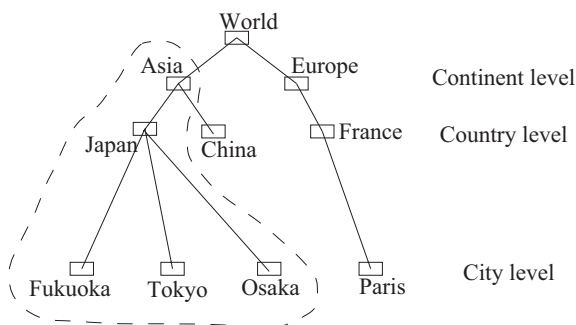 World
Asia
Europe
Continent level
Japan
China
France
Country level
Fukuoka
Tokyo
Osaka
Paris
City level